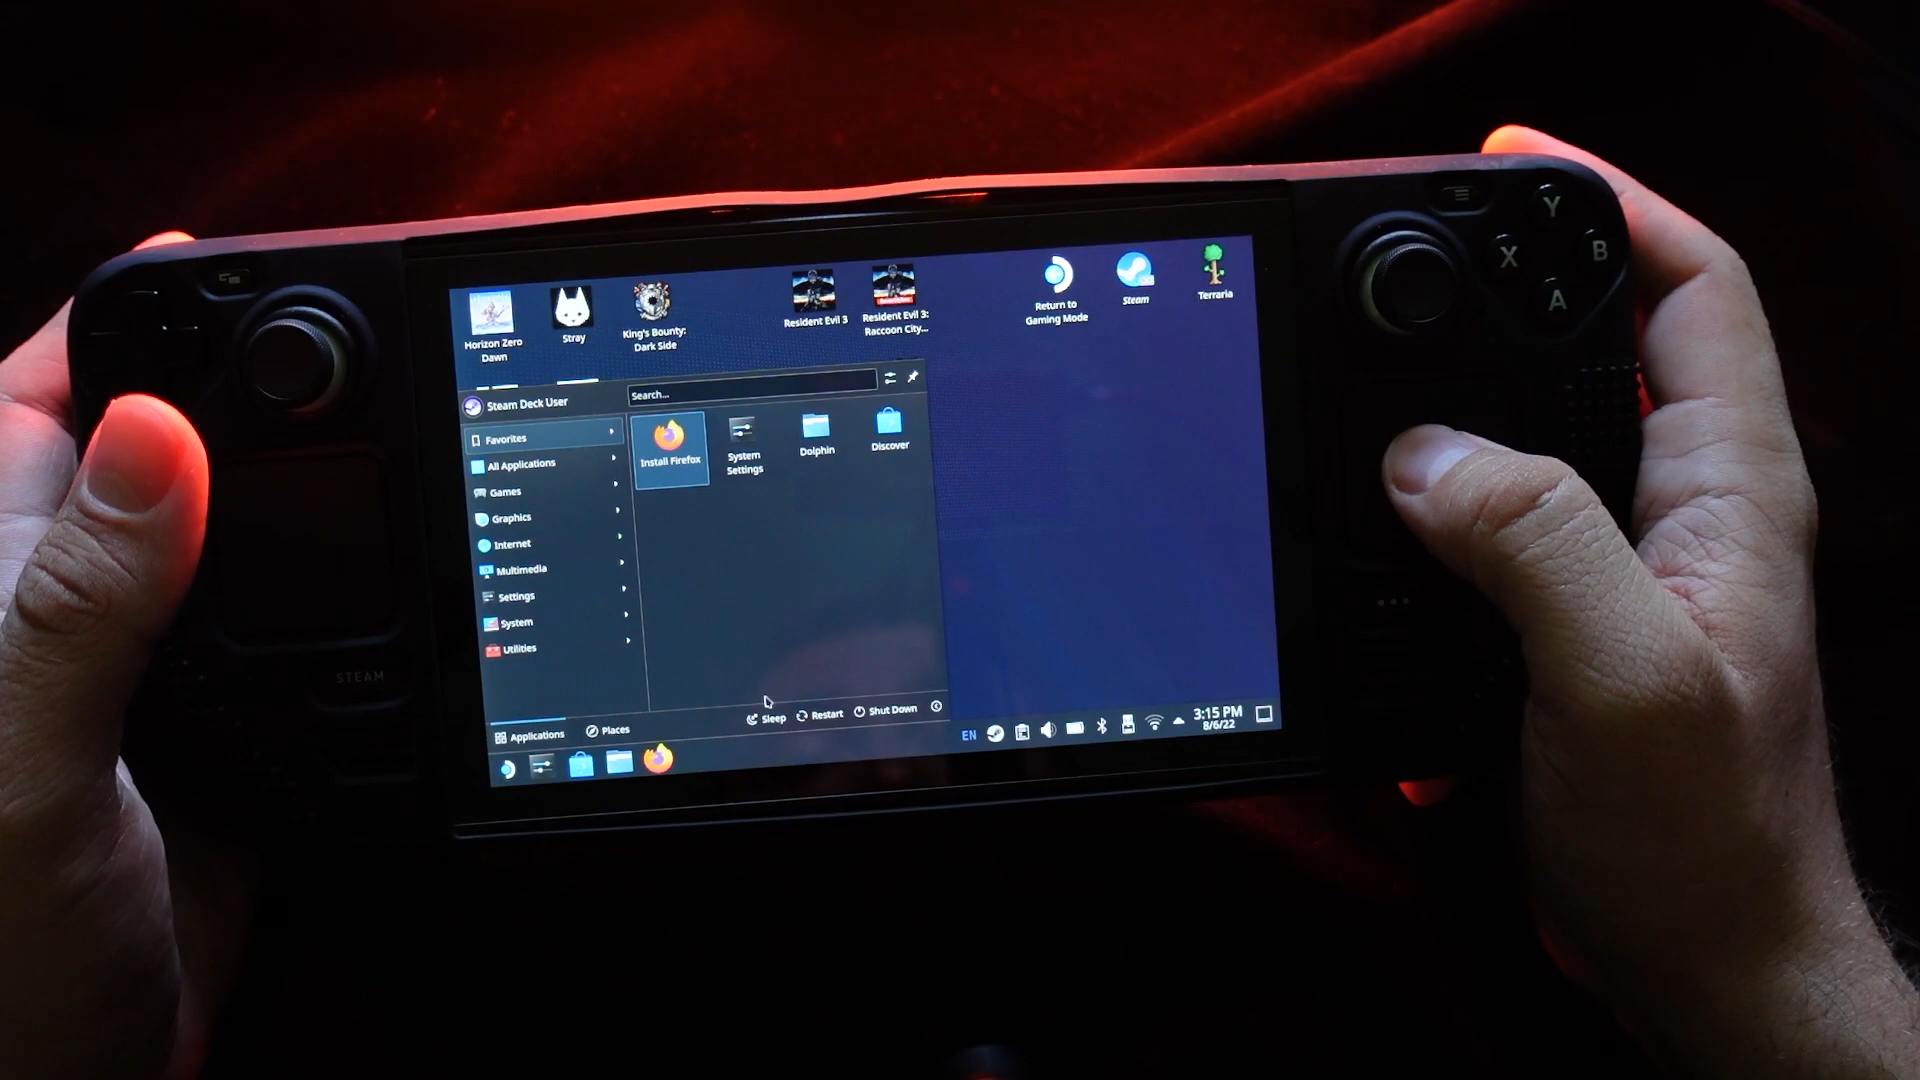 Y
X
B
A
STEAM
Horizon Zero
Dawn
Stray
King's Bounty:
Dark Side
Resident Evil 3
Resident Evil 3:
Raccoon City...
Return to
Gaming Mode
Steam
Terraria
Steam Deck User
Search...
Favorites
All Applications
Games
Graphics
Internet
Multimedia
Settings
System
Utilities
Install Firefox
System
Settings
Dolphin
Discover
Applications
Places
Sleep
Restart
Shut Down
EN
3:15 PM
8/6/22